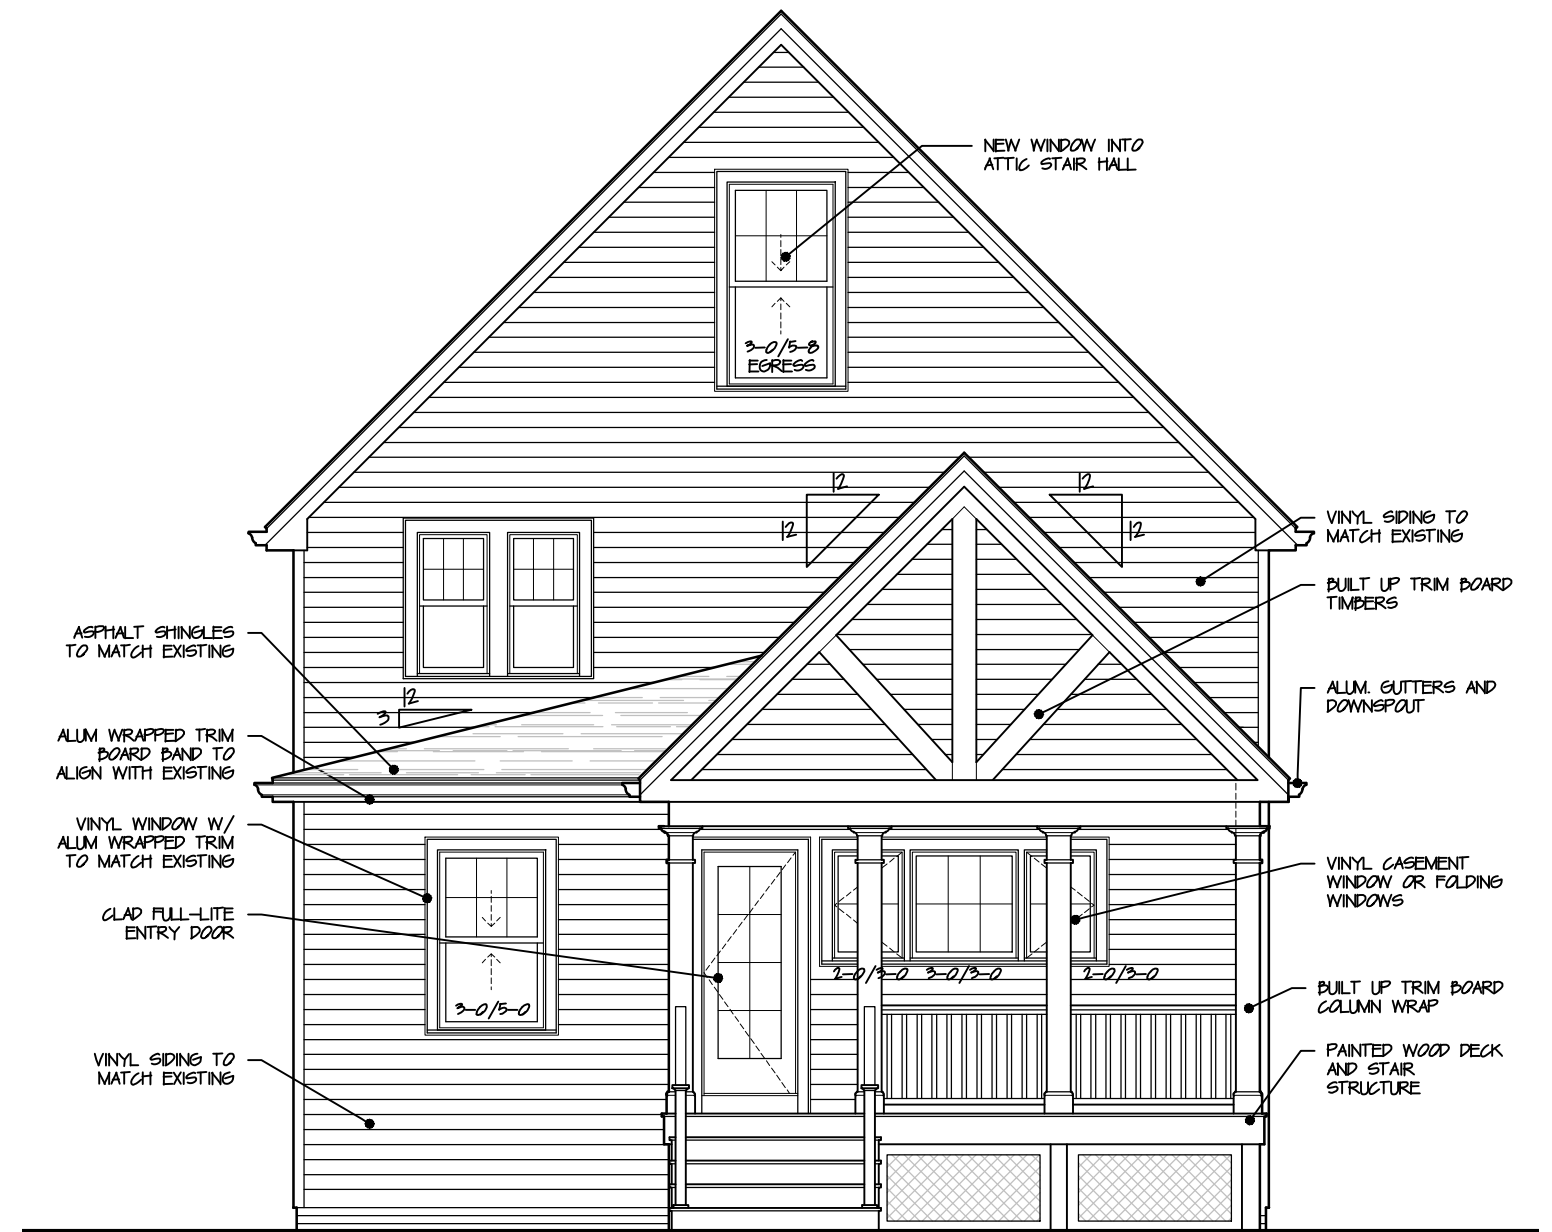 NEW WINDOW INTO
ATTIC STAIR HALL
3-0/5-8
EGRESS
12
12
12
12
VINYL SIDING TO
MATCH EXISTING
BUILT UP TRIM BOARD
TIMBERS
ASPHALT SHINGLES
TO MATCH EXISTING
12
3
ALUM. GUTTERS AND
DOWNSPOUT
ALUM WRAPPED TRIM
BOARD BAND TO
ALIGN WITH EXISTING
VINYL WINDOW W/
ALUM WRAPPED TRIM
TO MATCH EXISTING
VINYL CASEMENT
WINDOW OR FOLDING
WINDOWS
CLAD FULL-LITE
ENTRY DOOR
2-0/3-0
3-0/3-0
2-0/3-0
3-0/5-0
BUILT UP TRIM BOARD
COLUMN WRAP
VINYL SIDING TO
MATCH EXISTING
PAINTED WOOD DECK
AND STAIR
STRUCTURE